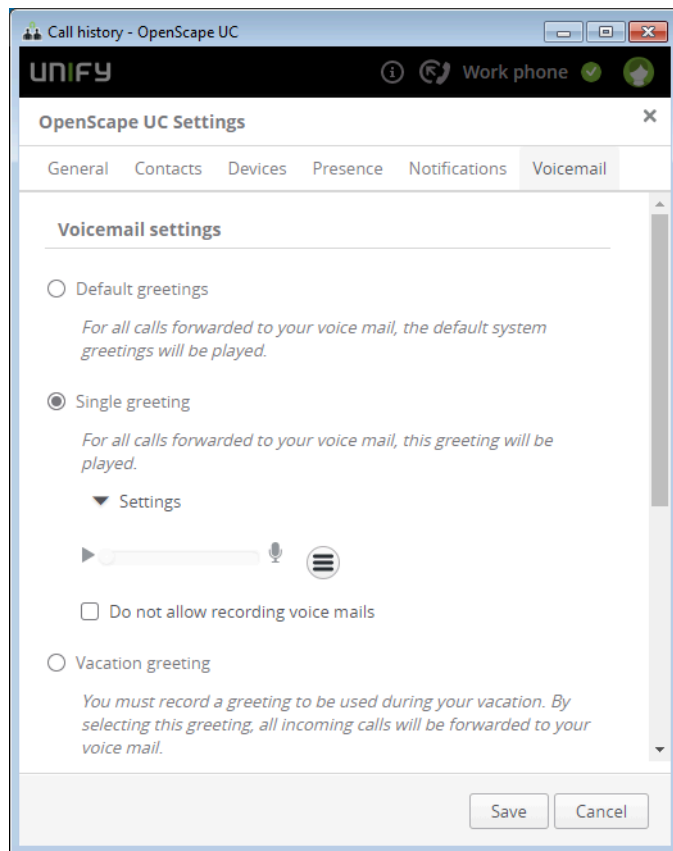 Call history - OpenScape UC
UNIFY Work phone
OpenScape UC Settings
General Contacts Devices Presence Notifications Voicemail
Voicemail settings
Default greetings
For all calls forwarded to your voice mail, the default system
greetings will be played.
Single greeting
For all calls forwarded to your voice mail, this greeting will be
played.
Settings
Do not allow recording voice mails
Vacation greeting
You must record a greeting to be used during your vacation. By
selecting this greeting, all incoming calls will be forwarded to your
voice mail.
Save Cancel